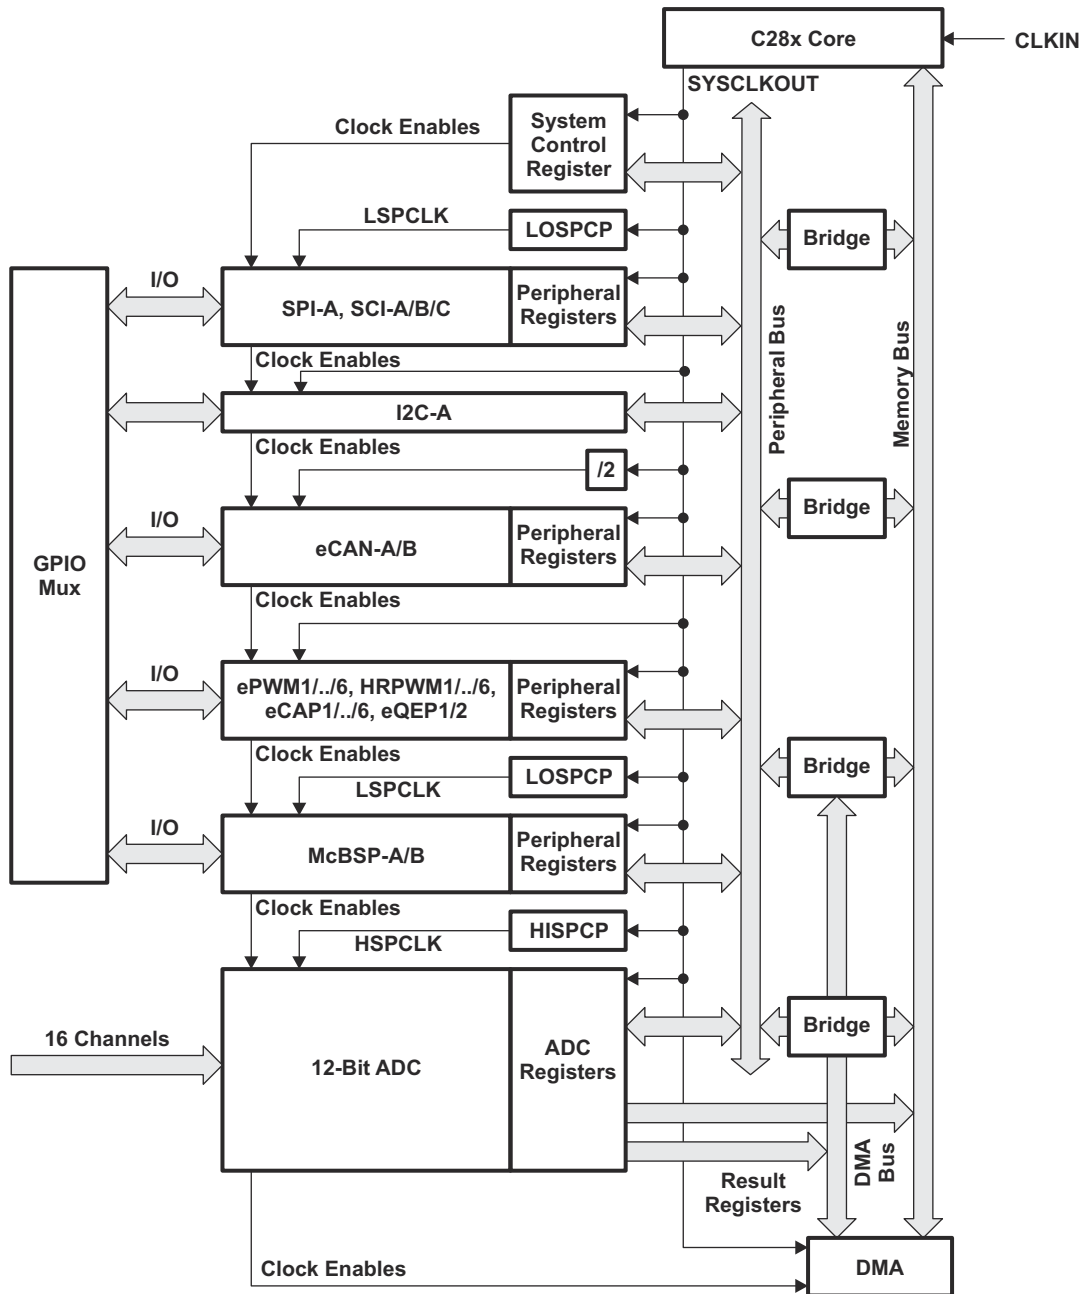 C28x Core
CLKIN
SYSCLKOUT
Clock Enables
System
Control
Register
LSPCLK
LOSPCP
Bridge
I/O
SPI-A, SCI-A/B/C
Peripheral
Registers
Peripheral Bus
Memory Bus
Clock Enables
I2C-A
Clock Enables
/2
Bridge
I/O
eCAN-A/B
Peripheral
Registers
GPIO
Mux
Clock Enables
I/O
ePWM1/../6, HRPWM1/../6,
eCAP1/../6, eQEP1/2
Peripheral
Registers
Clock Enables
LSPCLK
LOSPCP
Bridge
I/O
McBSP-A/B
Peripheral
Registers
Clock Enables
HSPCLK
HISPCP
16 Channels
12-Bit ADC
ADC
Registers
Bridge
DMA
Bus
Result
Registers
Clock Enables
DMA